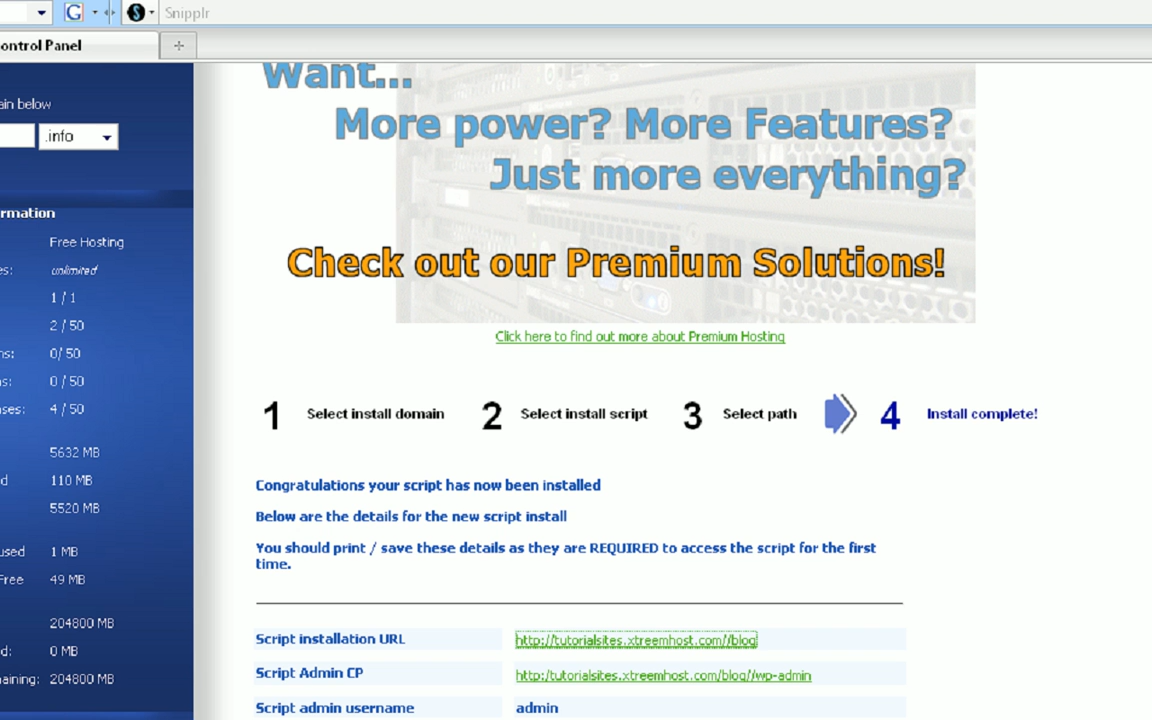 Snipplr
ontrol Panel
ain below
.info
rmation
Free Hosting
es: unlimited
1 / 1
2 / 50
ns: 0/ 50
s: 0 / 50
ases: 4 / 50
5632 MB
d 110 MB
5520 MB
used 1 MB
Free 49 MB
204800 MB
d: 0 MB
aining: 204800 MB
Want...
More power? More Features?
Just more everything?
Check out our Premium Solutions!
Click here to find out more about Premium Hosting
1 Select install domain 2 Select install script 3 Select path 4 Install complete!
Congratulations your script has now been installed
Below are the details for the new script install
You should print / save these details as they are REQUIRED to access the script for the first
time.
Script installation URL http://tutorialsites.xtreemhost.com//blog
Script Admin CP http:/tutorialsites.xtreemhost.com/blog//wp-admin
Script admin username admin